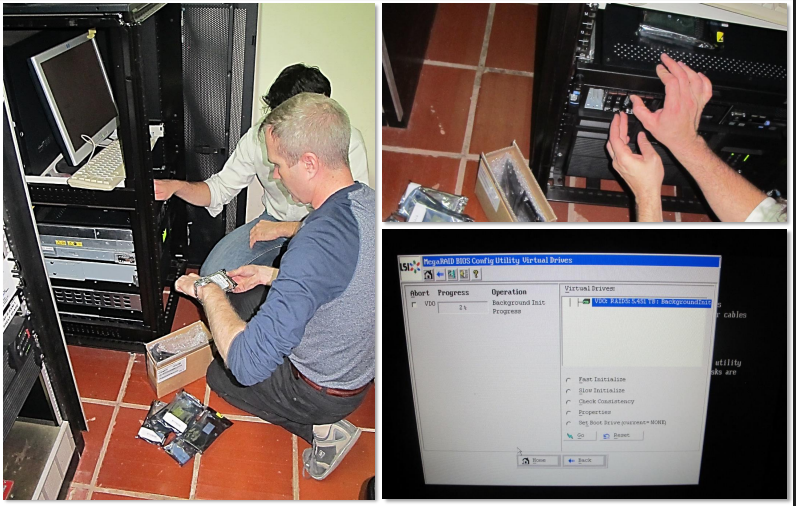 LSI
MegaRAID BIOS Config Utility Virtual Drives
Abort Progress Operation
VD0 2% Background Init
Progress
Virtual Drives:
VD0: RAID5: 5.451 TB: BackgroundInit
Fast Initialize
Slow Initialize
Check Consistency
Properties
Set Boot Drive (current=NONE)
Go Reset
Home Back
r cables
utility
sks are